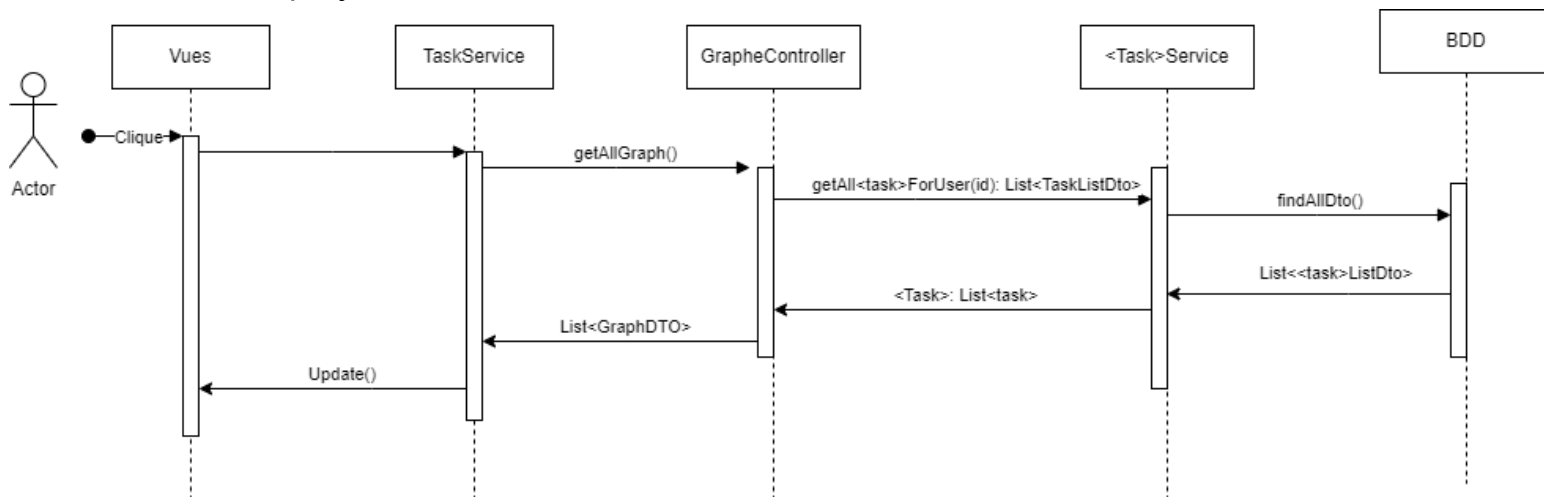 Vues
TaskService
GrapheController
<Task>Service
BDD
Actor
Clique
getAllGraph()
getAll<task>ForUser(id): List<TaskListDto>
findAllDto()
List<<task>ListDto>
<Task>: List<task>
List<GraphDTO>
Update()